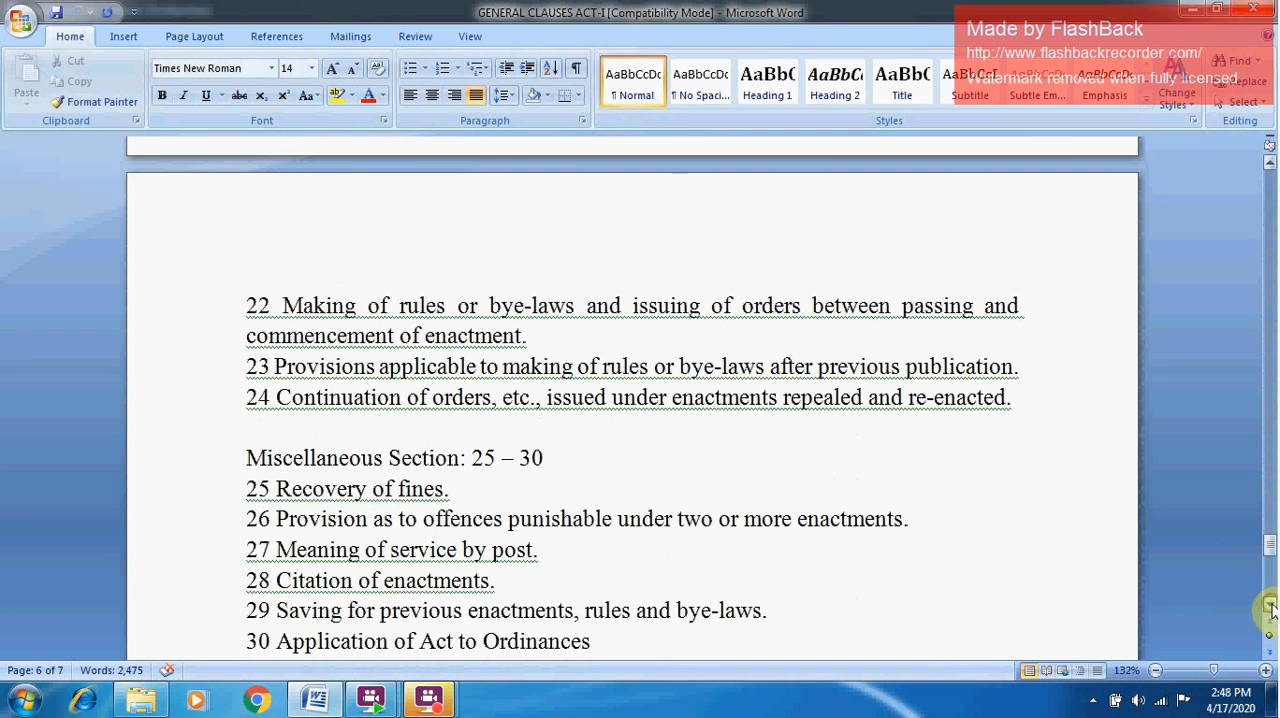 GENERAL CLAUSES ACT-I [Compatibility Mode] - Microsoft Word
Made by FlashBack
http://www.flashbackrecorder.com/
Watermark removed when fully licensed
Home Insert Page Layout References Mailings Review View
Cut
Copy
Format Painter
Paste
Clipboard
Times New Roman 14
Font
Paragraph
AaBbCcDc AaBbCcDc AaBbC AaBbCc AaBbC AaBbCcD
¶ Normal ¶ No Spaci... Heading 1 Heading 2 Title Subtitle Subtle Em... Emphasis
Change Styles
Styles
Find
Replace
Select
Editing
22 Making of rules or bye-laws and issuing of orders between passing and
commencement of enactment.
23 Provisions applicable to making of rules or bye-laws after previous publication.
24 Continuation of orders, etc., issued under enactments repealed and re-enacted.
Miscellaneous Section: 25 – 30
25 Recovery of fines.
26 Provision as to offences punishable under two or more enactments.
27 Meaning of service by post.
28 Citation of enactments.
29 Saving for previous enactments, rules and bye-laws.
30 Application of Act to Ordinances
Page: 6 of 7 Words: 2,475 132%
2:48 PM
4/17/2020